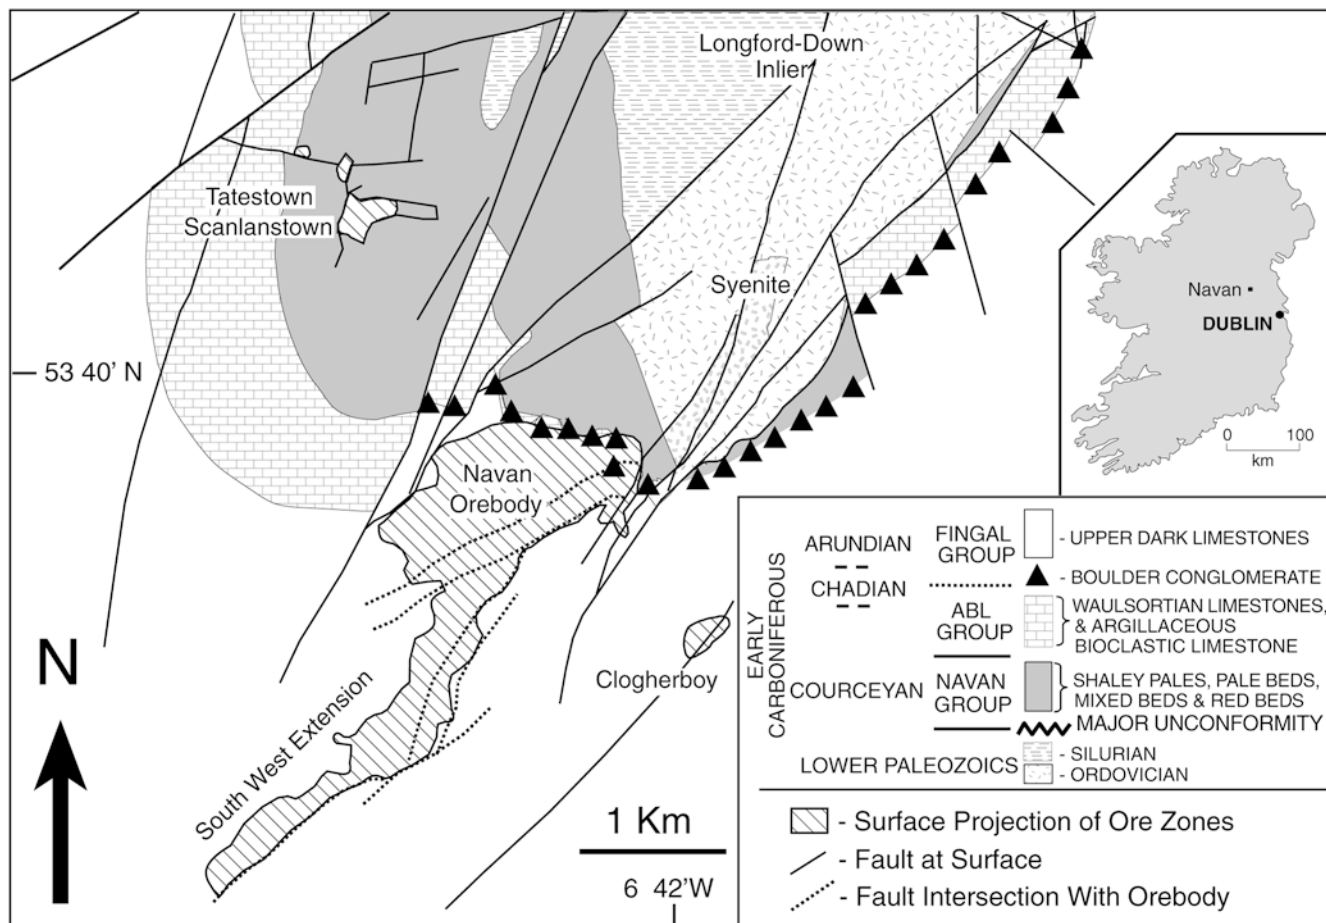 Longford-Down
Inlier
Tatestown
Scanlanstown
Syenite
53 40' N
Navan
Orebody
Clogherboy
South West Extension
N
1 Km
6 42'W
Navan
DUBLIN
0 100
km
EARLY
CARBONIFEROUS
ARUNDIAN
CHADIAN
COURCEYAN
FINGAL
GROUP
ABL
GROUP
NAVAN
GROUP
LOWER PALEOZOICS
- UPPER DARK LIMESTONES
- BOULDER CONGLOMERATE
WAULSORTIAN LIMESTONES,
& ARGILLACEOUS
BIOCLASTIC LIMESTONE
SHALEY PALES, PALE BEDS,
MIXED BEDS & RED BEDS
MAJOR UNCONFORMITY
- SILURIAN
- ORDOVICIAN
- Surface Projection of Ore Zones
- Fault at Surface
- Fault Intersection With Orebody